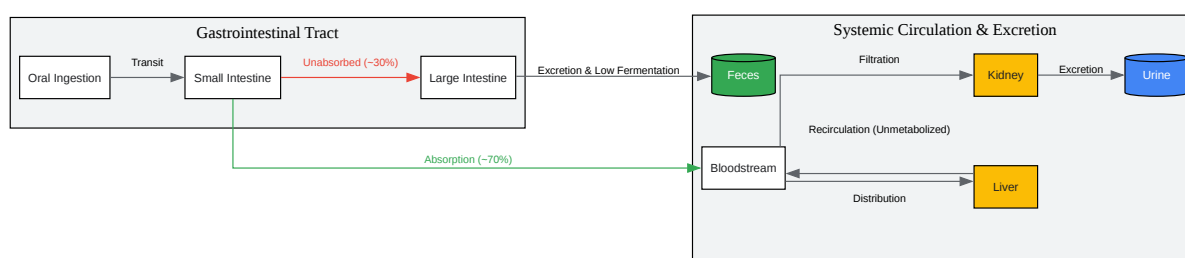 Gastrointestinal Tract
Oral Ingestion
Transit
Small Intestine
Unabsorbed (~30%)
Large Intestine
Excretion & Low Fermentation
Absorption (~70%)
Systemic Circulation & Excretion
Feces
Filtration
Kidney
Excretion
Urine
Recirculation (Unmetabolized)
Bloodstream
Liver
Distribution